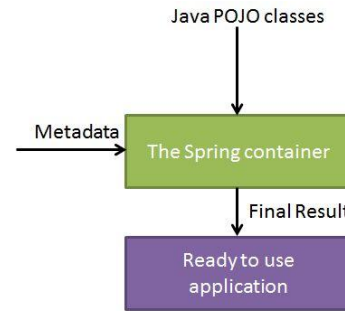 Java POJO classes
Metadata
The Spring container
Final Result
Ready to use
application